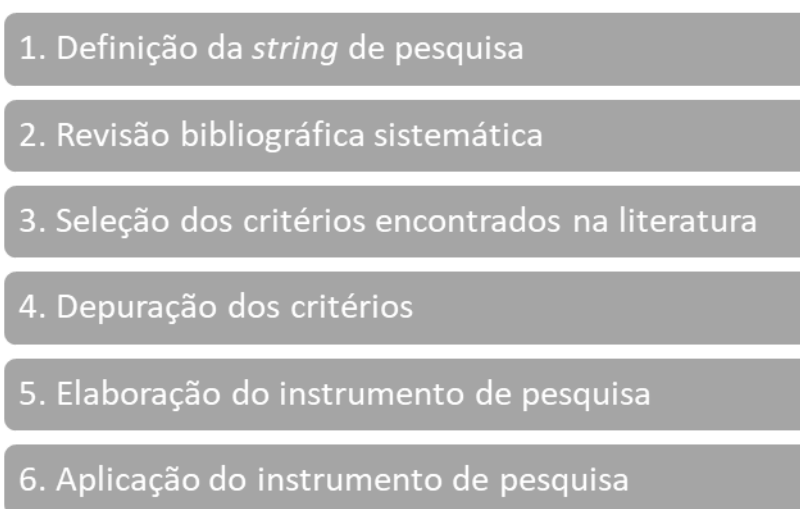 1. Definição da string de pesquisa
2. Revisão bibliográfica sistemática
3. Seleção dos critérios encontrados na literatura
4. Depuração dos critérios
5. Elaboração do instrumento de pesquisa
6. Aplicação do instrumento de pesquisa